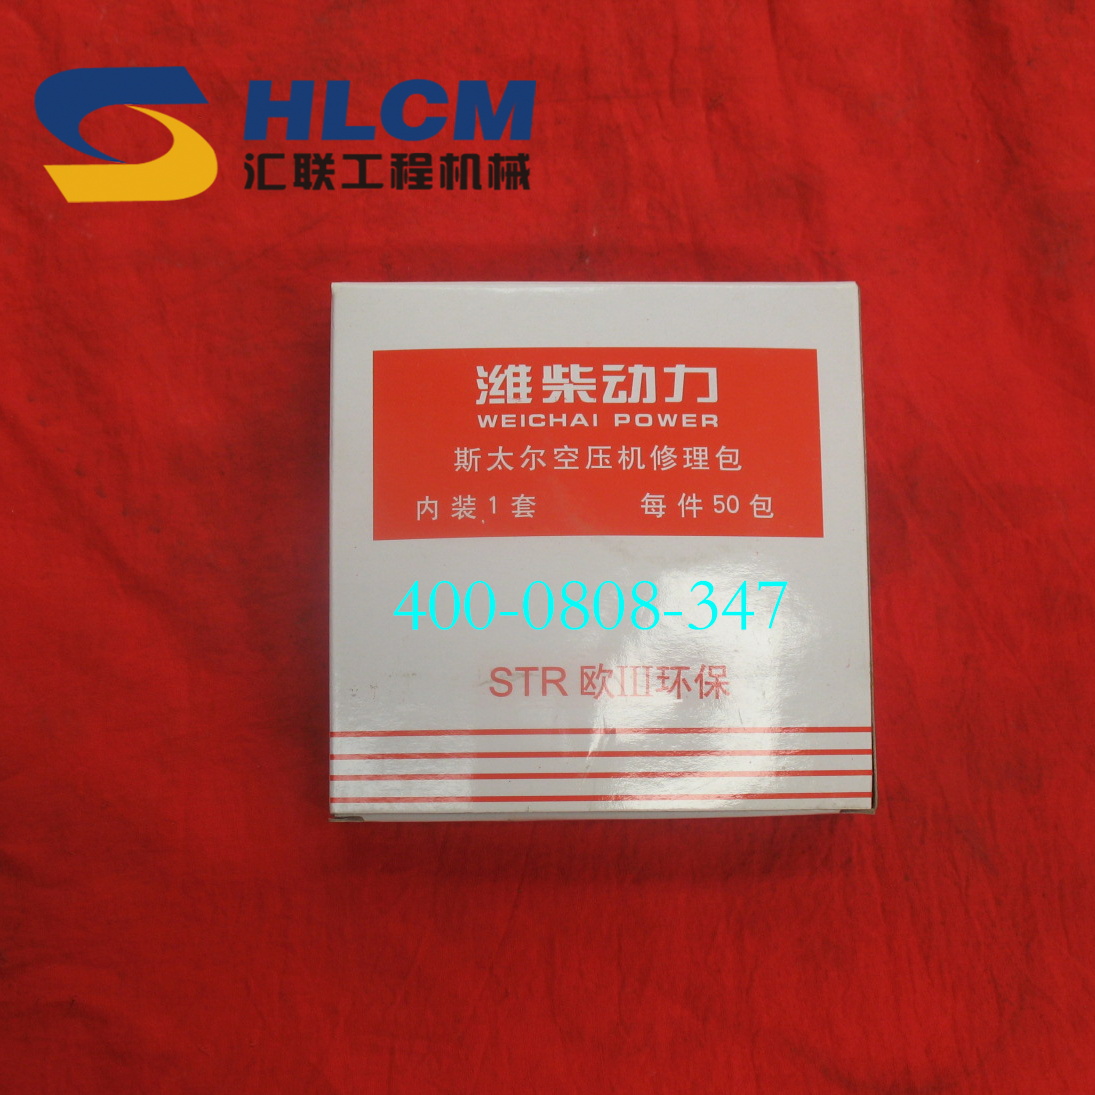 HLCM
汇联工程机械
潍柴动力
WEICHAI POWER
斯太尔空压机修理包
内装1套 每件50包
400-0808-347
STR 欧III环保